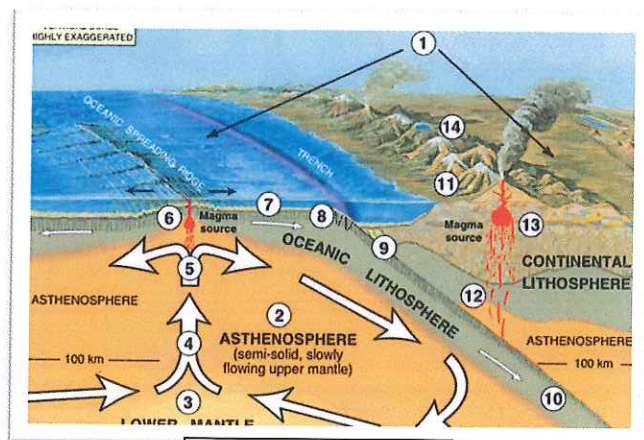 HIGHLY EXAGGERATED
1
OCEANIC SPREADING RIDGE
TRENCH
14
11
6
Magma
source
7
8
9
Magma
source
13
OCEANIC
LITHOSPHERE
CONTINENTAL
LITHOSPHERE
5
12
ASTHENOSPHERE
2
ASTHENOSPHERE
(semi-solid, slowly
flowing upper mantle)
ASTHENOSPHERE
100 km
4
100 km
3
10
LOWER MANTLE